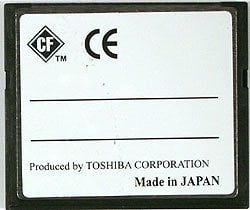 CF TM CE
Produced by TOSHIBA CORPORATION
Made in JAPAN